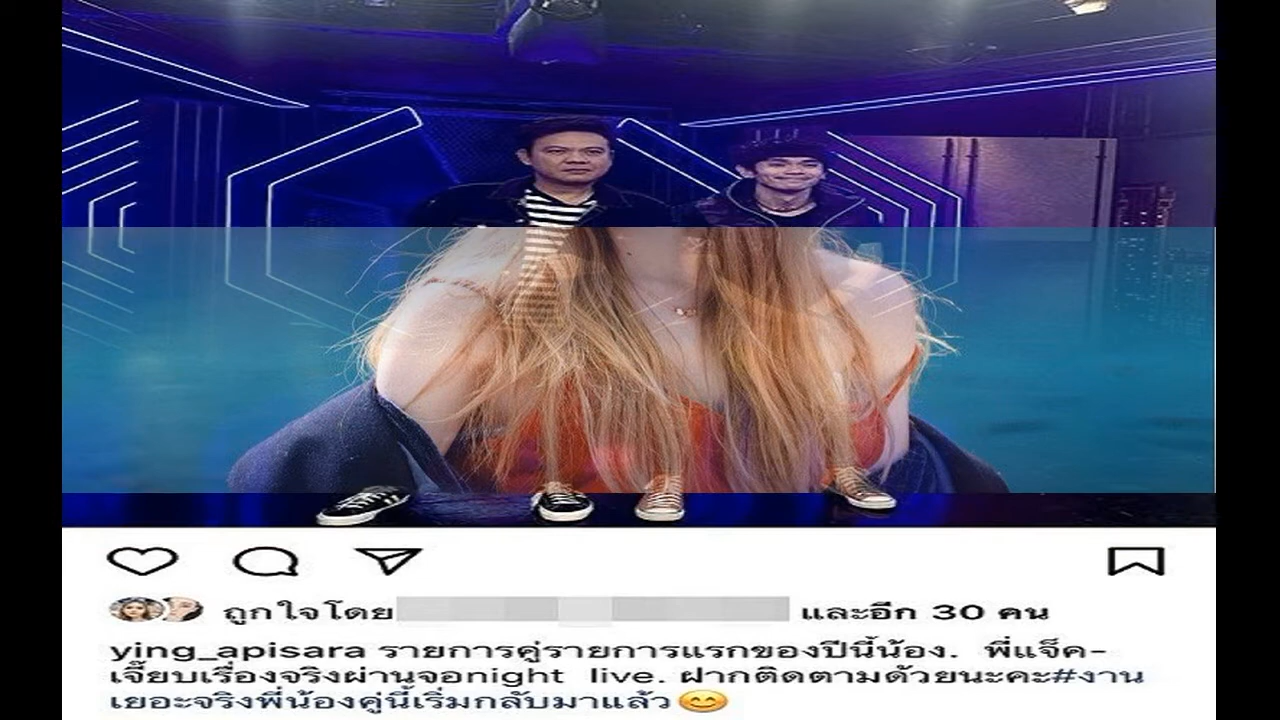 ถูกใจโดย และอีก 30 คน
ying_apisara รายการคู่รายการแรกของปีนี้น้อง. พี่แจ็ค-
เจี๊ยบเรื่องจริงผ่านจอnight live. ฝากติดตามด้วยนะคะ#งาน
เยอะจริงพี่น้องคู่นี้เริ่มกลับมาแล้ว😊